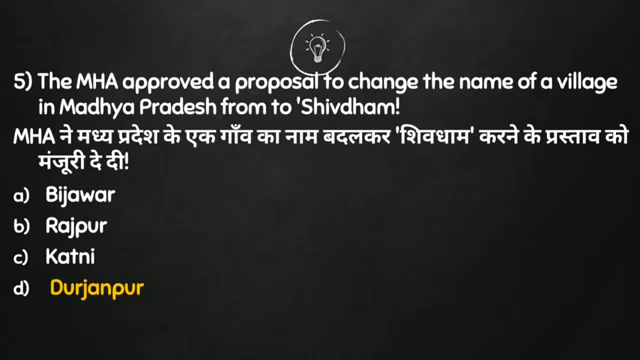 5) The MHA approved a proposal to change the name of a village
in Madhya Pradesh from to 'Shivdham!
MHA ने मध्य प्रदेश के एक गाँव का नाम बदलकर 'शिवधाम' करने के प्रस्ताव को
मंजूरी दे दी!
a) Bijawar
b) Rajpur
c) Katni
d) Durjanpur